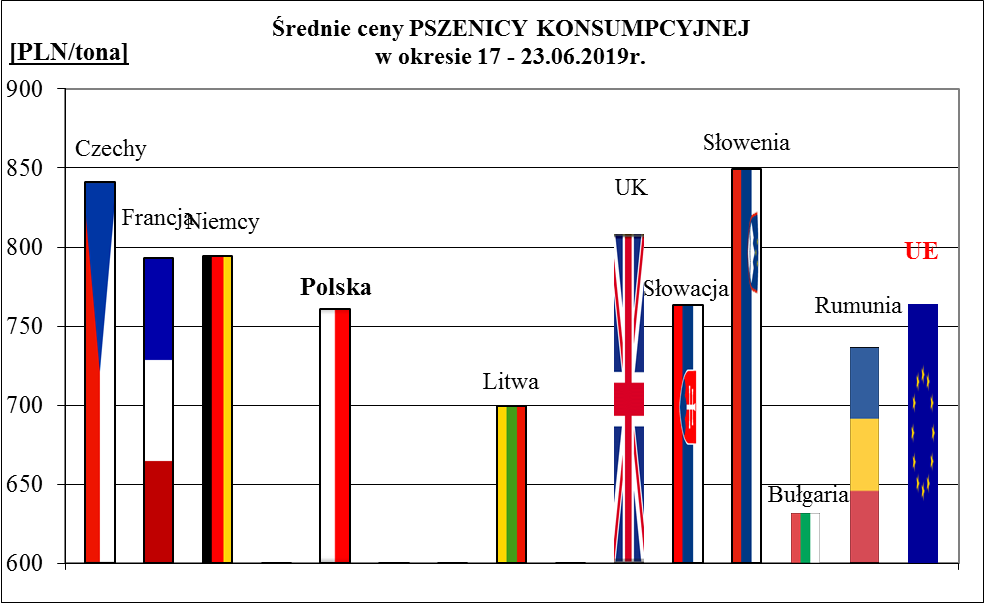 Średnie ceny PSZENICY KONSUMPCYJNEJ
w okresie 17 - 23.06.2019r.
[PLN/tona]
900
850
800
750
700
650
600
Czechy
Francja
Niemcy
Polska
Litwa
UK
Słowacja
Słowenia
Bułgaria
Rumunia
UE